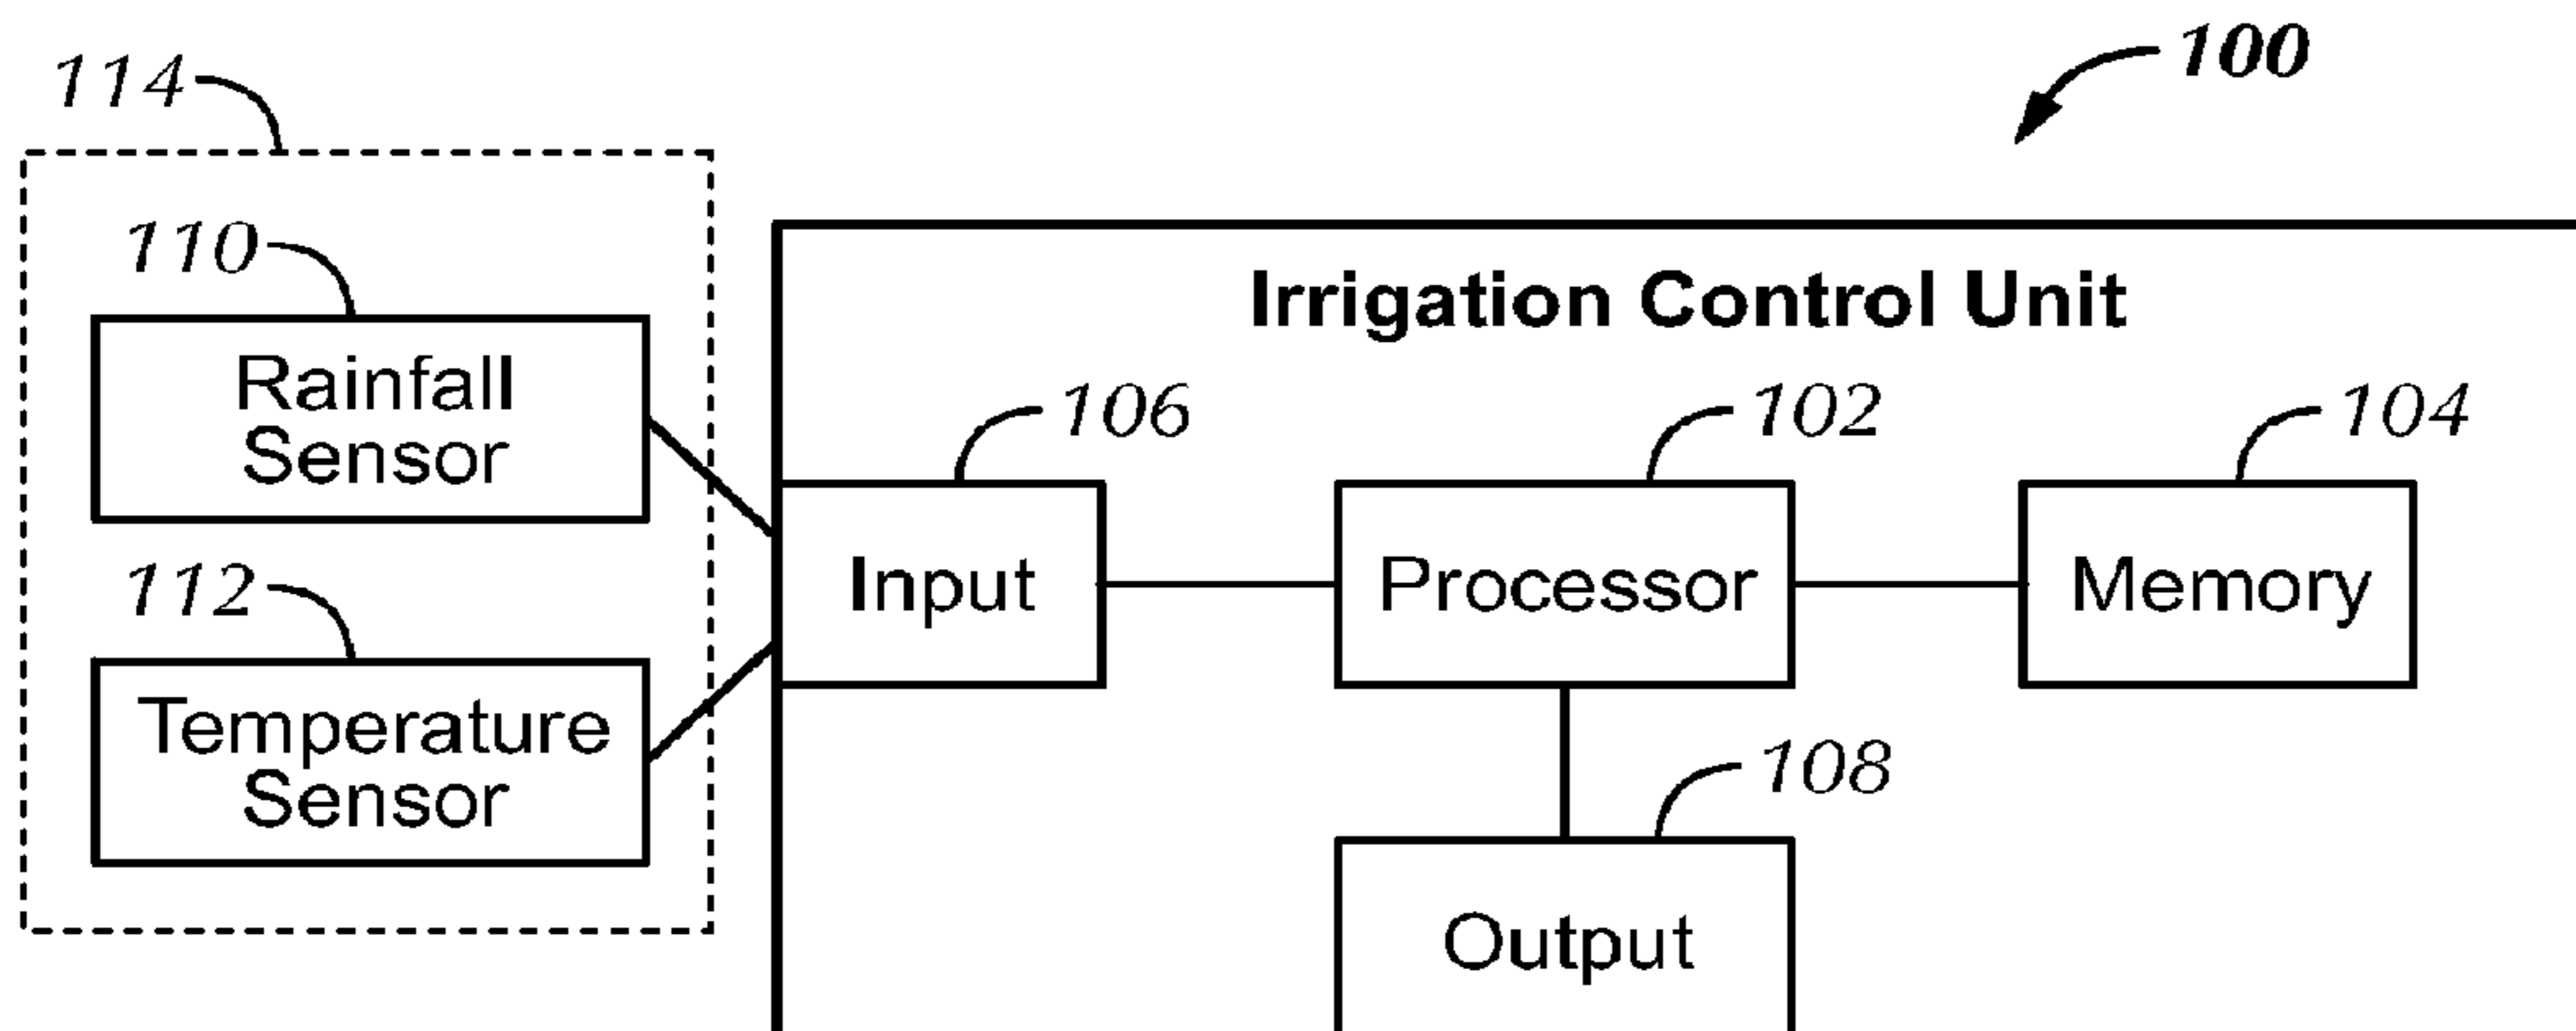 100
114
110
Rainfall
Sensor
112
Temperature
Sensor
Irrigation Control Unit
106
Input
102
Processor
104
Memory
108
Output